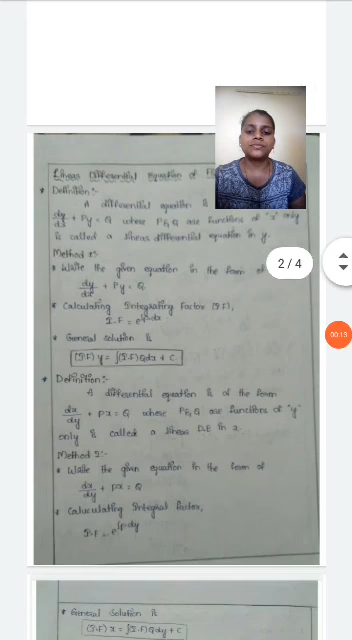 Linear Differential Equation of
* Definition:-
A differential equation is
dy/dx + Py = Q where P & Q are functions of "x" only
is called a linear differential equation in y.
Method 1:-
* Write the given equation in the form of
dy/dx + Py = Q.
* Calculating Integrating Factor (I.F),
I.F = e^∫Pdx
* General solution is
(I.F) y = ∫(I.F) Qdx + C.
* Definition:-
A differential equation is of the form
dx/dy + Px = Q where P & Q are functions of "y"
only is called a linear D.E in x.
Method 2:-
* Write the given equation in the form of
dx/dy + Px = Q
* Calculating Integral factor,
I.F = e^∫P.dy
* General Solution is
(I.F) x = ∫(I.F) Qdy + C
2 / 4
00:13